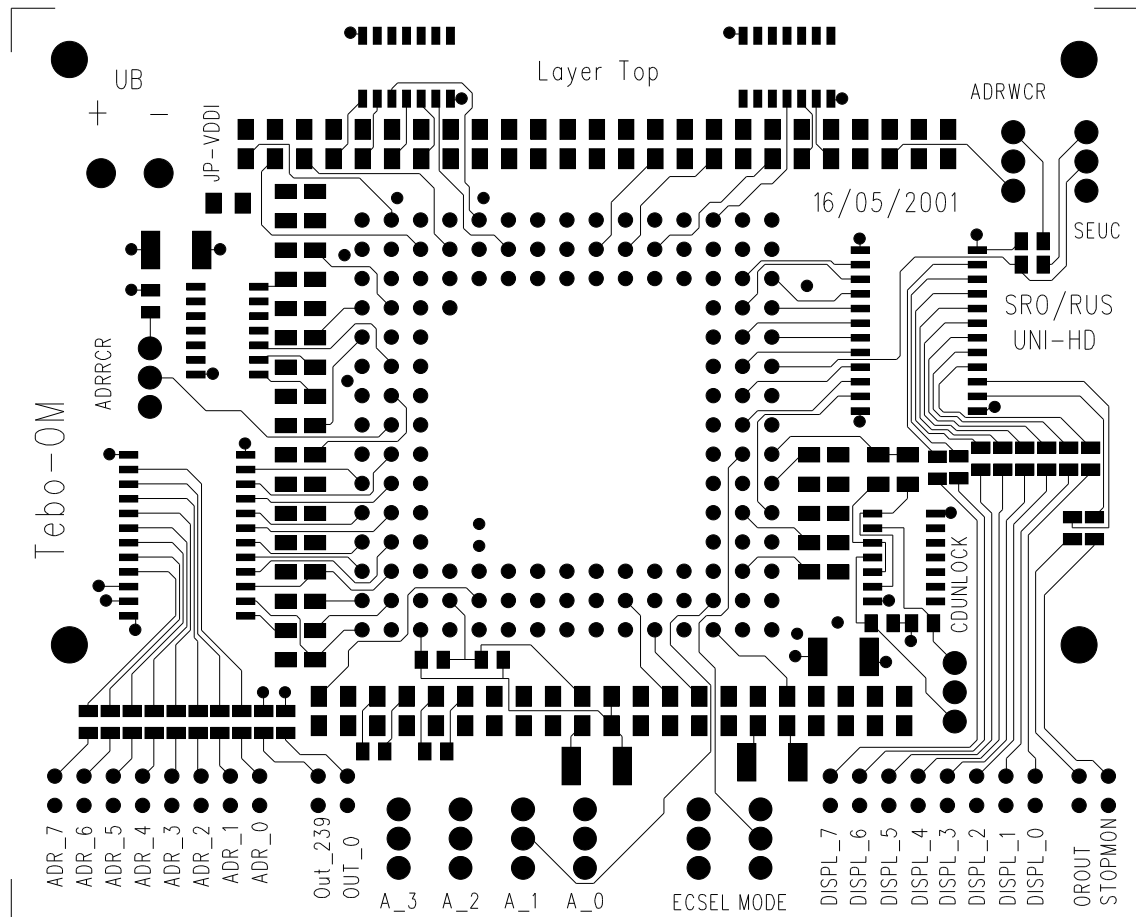 Layer Top
UB
+ -
JP-VDDI
ADRWCR
16/05/2001
SEUC
SRO/RUS
UNI-HD
ADRRCR
Tebo-OM
CDUNLOCK
ADR_7
ADR_6
ADR_5
ADR_4
ADR_3
ADR_2
ADR_1
ADR_0
Out_239
OUT_0
A_3
A_2
A_1
A_0
ECSEL MODE
DISPL_7
DISPL_6
DISPL_5
DISPL_4
DISPL_3
DISPL_2
DISPL_1
DISPL_0
OROUT
STOPMON